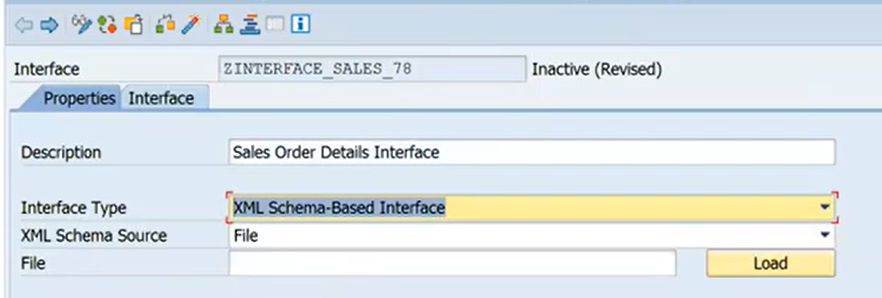 Interface ZINTERFACE_SALES_78 Inactive (Revised)
Properties Interface
Description Sales Order Details Interface
Interface Type XML Schema-Based Interface
XML Schema Source File
File Load